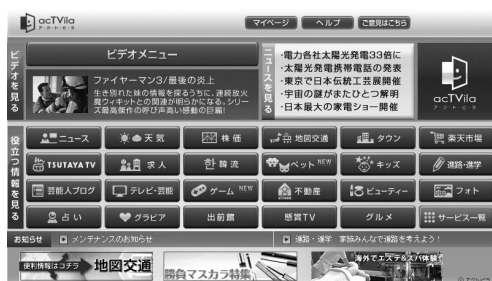 acTVila
アクトビラ
マイページ ヘルプ ご意見はこちら
ビデオを見る
ビデオメニュー
ファイヤーマン3/最後の炎上
生き別れた妹の情報を探るうちに、連続放火魔ウィキットとの関連が明らかになる。シリーズ最高傑作の呼び声高い感動の巨編!
ニュースを見る
・電力各社太陽光発電33倍に
・太陽光発電携帯電話の発表
・東京で日本伝統工芸展開催
・宇宙の謎がまたひとつ解明
・日本最大の家電ショー開催
acTVila
アクトビラ
役立つ情報を見る
ニュース 天気 株価 地図交通 タウン 楽天市場
TSUTAYA TV 求人 한 韓流 ペット NEW キッズ 進路・進学
芸能人ブログ テレビ・芸能 ゲーム NEW 不動産 ビューティー フォト
占い グラビア 出前館 懸賞TV グルメ サービス一覧
お知らせ メンテナンスのお知らせ 進路・進学 家族みんなで進路を考えよう!
便利情報はコチラ 地図交通
勝負マスカラ特集
海外でエステ&スパ体験